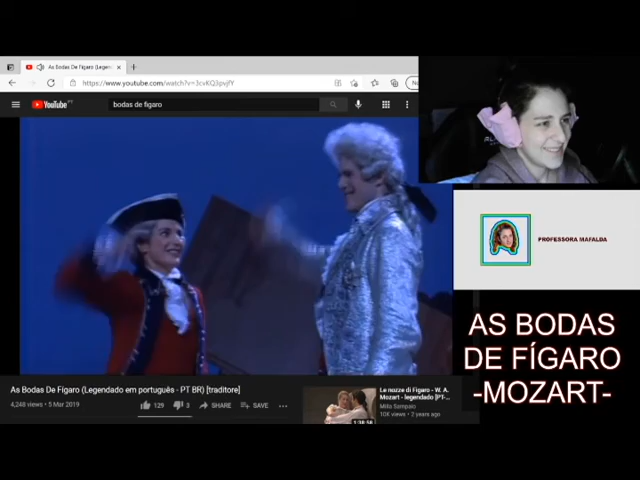 As Bodas De Fígaro (Legen
https://www.youtube.com/watch?v=3cvKQ3pvjfY
YouTube PT
bodas de figaro
PROFESSORA MAFALDA
AS BODAS
DE FÍGARO
-MOZART-
As Bodas De Fígaro (Legendado em português - PT BR) [traditore]
4,248 views • 5 Mar 2019
129
3
SHARE
SAVE
Le nozze di Figaro - W. A.
Mozart - legendado [PT-...
Milla Sampaio
10K views • 2 years ago
1:38:58